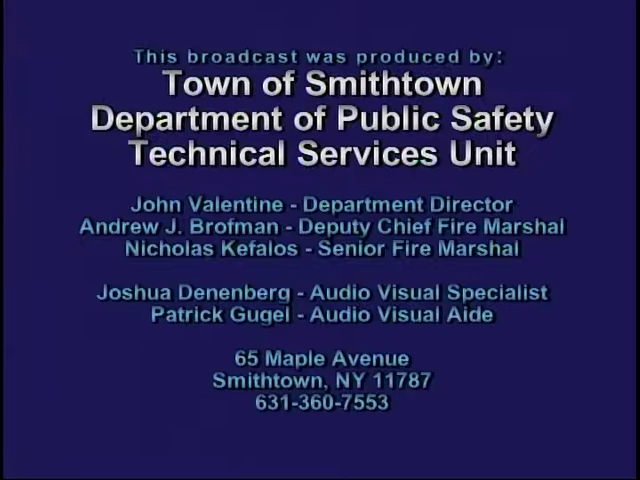 This broadcast was produced by:
Town of Smithtown
Department of Public Safety
Technical Services Unit
John Valentine - Department Director
Andrew J. Brofman - Deputy Chief Fire Marshal
Nicholas Kefalos - Senior Fire Marshal
Joshua Denenberg - Audio Visual Specialist
Patrick Gugel - Audio Visual Aide
65 Maple Avenue
Smithtown, NY 11787
631-360-7553